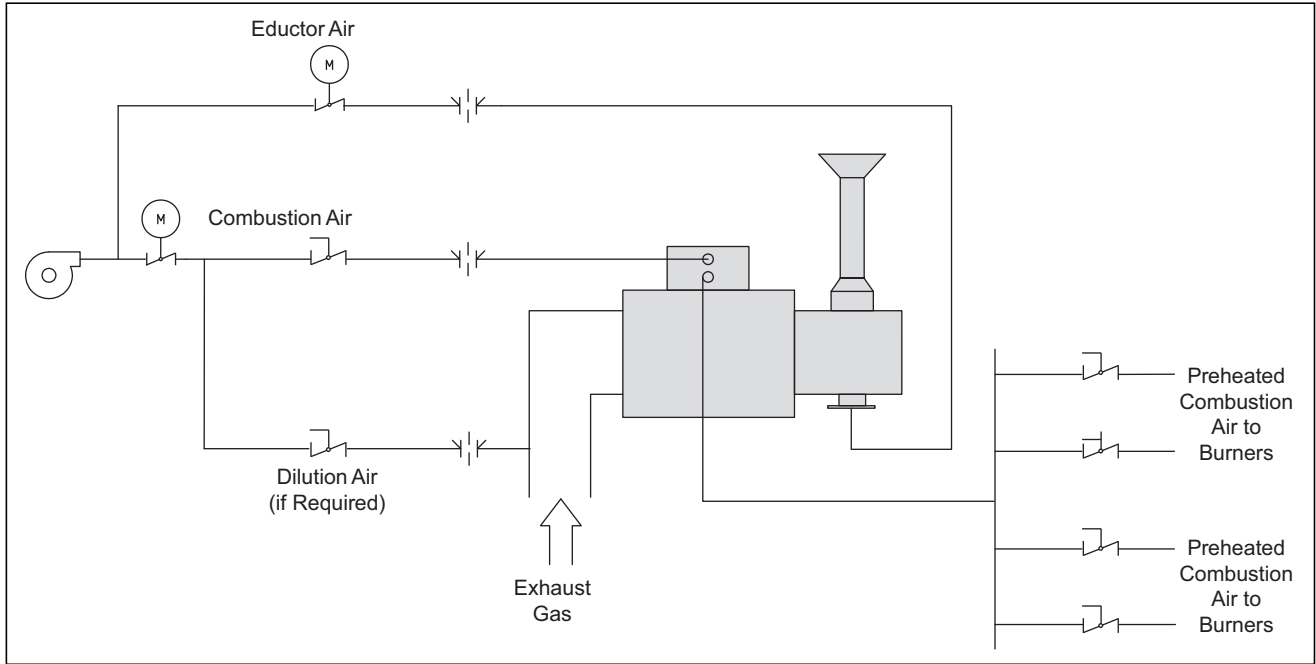 Eductor Air
M
M
Combustion Air
Dilution Air
(if Required)
Exhaust
Gas
Preheated
Combustion
Air to
Burners
Preheated
Combustion
Air to
Burners